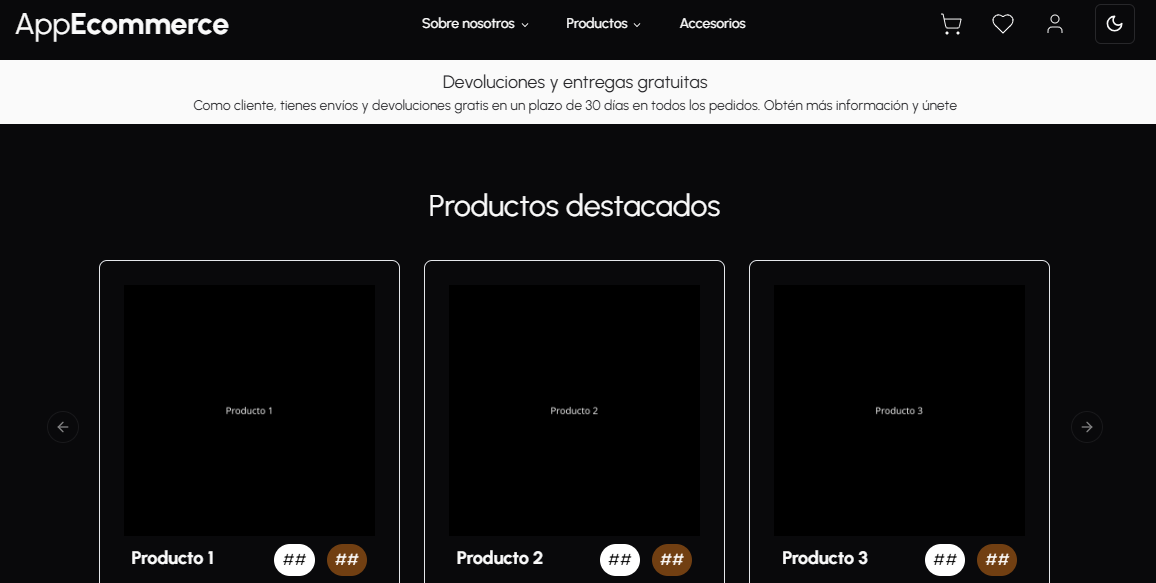 AppEcommerce
Sobre nosotros
Productos
Accesorios
Devoluciones y entregas gratuitas
Como cliente, tienes envíos y devoluciones gratis en un plazo de 30 días en todos los pedidos. Obtén más información y únete
Productos destacados
Producto 1
Producto 2
Producto 3
Producto 1 ## ##
Producto 2 ## ##
Producto 3 ## ##